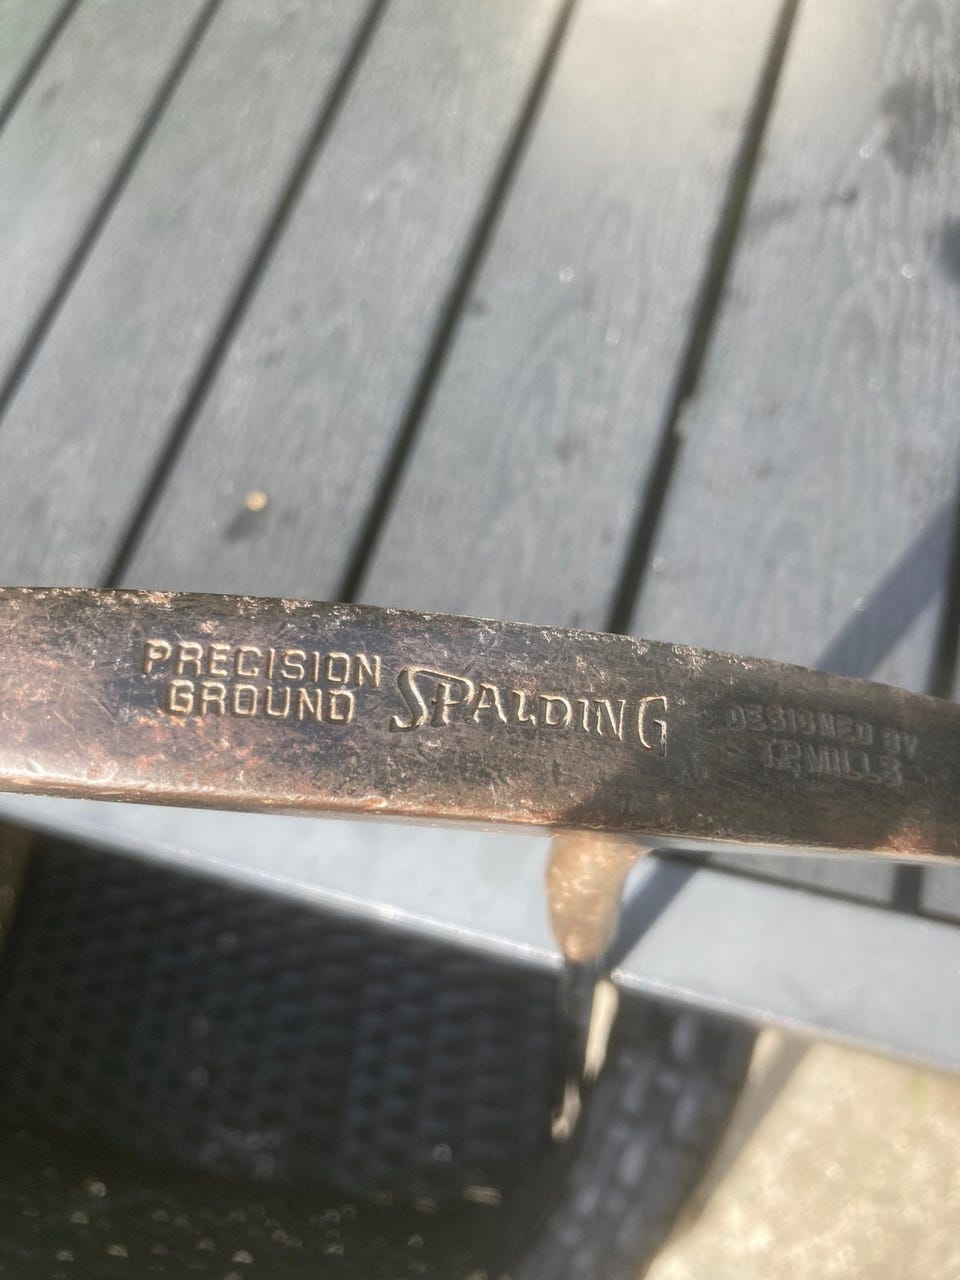 PRECISION
GROUND
SPALDING
DESIGNED BY
T.P. MILLS